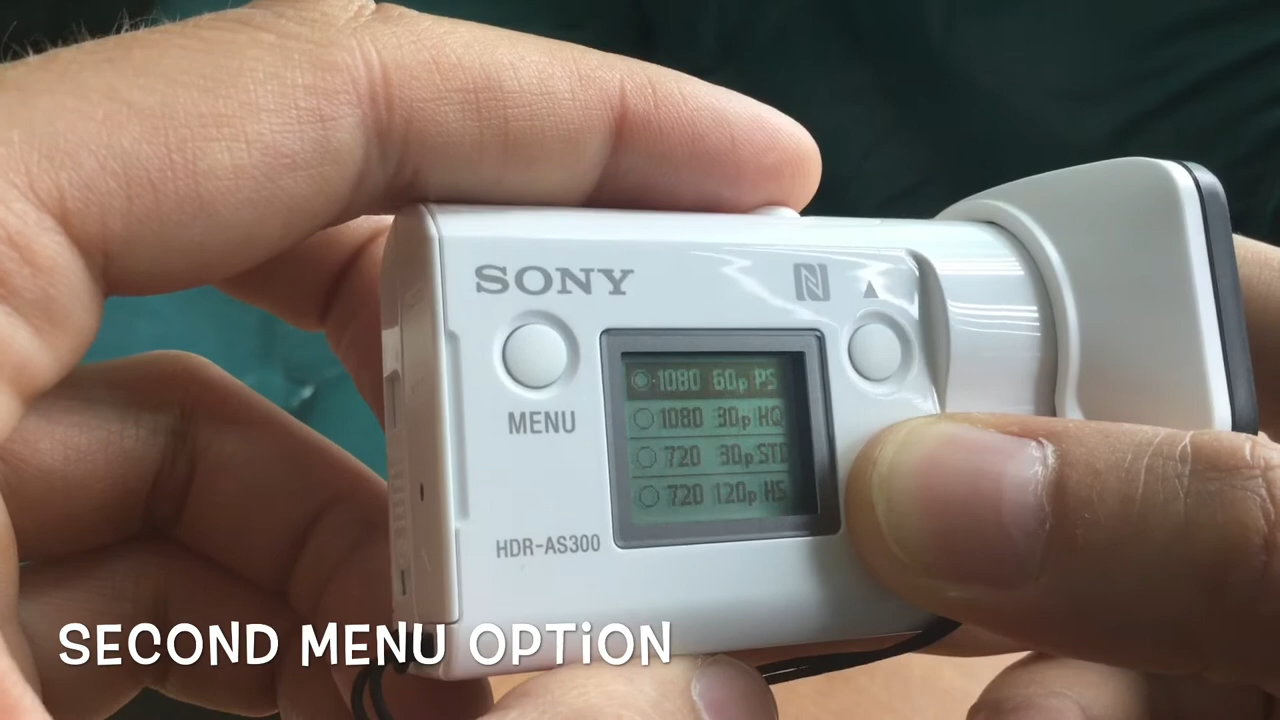 SONY
MENU
1080 60p PS
1080 30p HQ
720 30p STD
720 120p HS
HDR-AS300
SECOND MENU OPTION